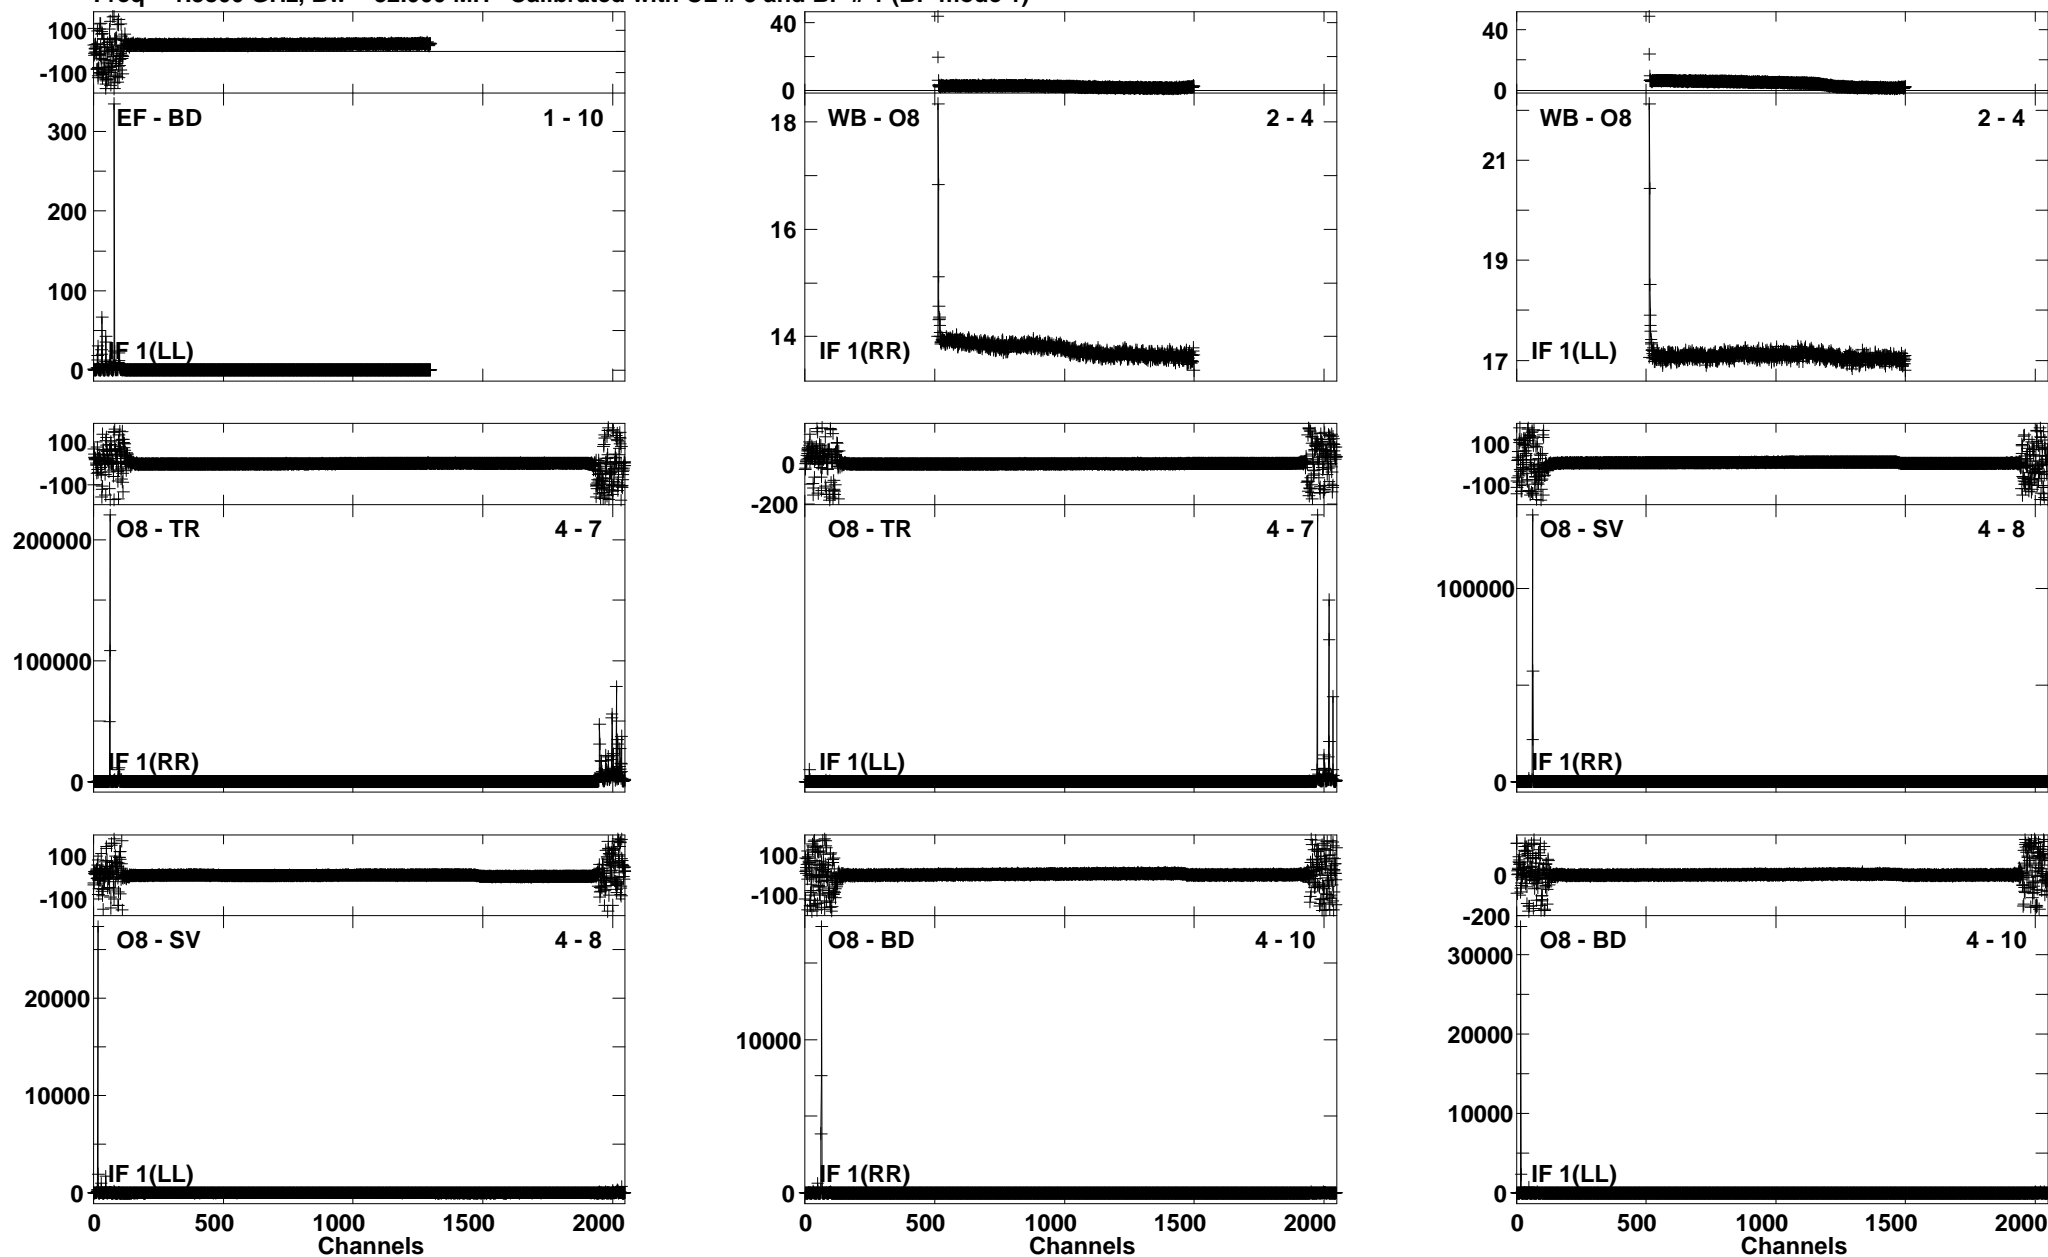 100
-100
EF - BD
1 - 10
300
200
100
0
IF 1(LL)
40
0
WB - O8
2 - 4
18
16
14
IF 1(RR)
40
0
WB - O8
2 - 4
21
19
17
IF 1(LL)
100
-100
O8 - TR
4 - 7
200000
100000
0
IF 1(RR)
0
-200
O8 - TR
4 - 7
IF 1(LL)
100
-100
O8 - SV
4 - 8
100000
0
IF 1(RR)
100
-100
O8 - SV
4 - 8
20000
10000
0
IF 1(LL)
0 500 1000 1500 2000
Channels
100
-100
O8 - BD
4 - 10
10000
0
IF 1(RR)
0 500 1000 1500 2000
Channels
0
-200
O8 - BD
4 - 10
30000
20000
10000
0
IF 1(LL)
0 500 1000 1500 2000
Channels